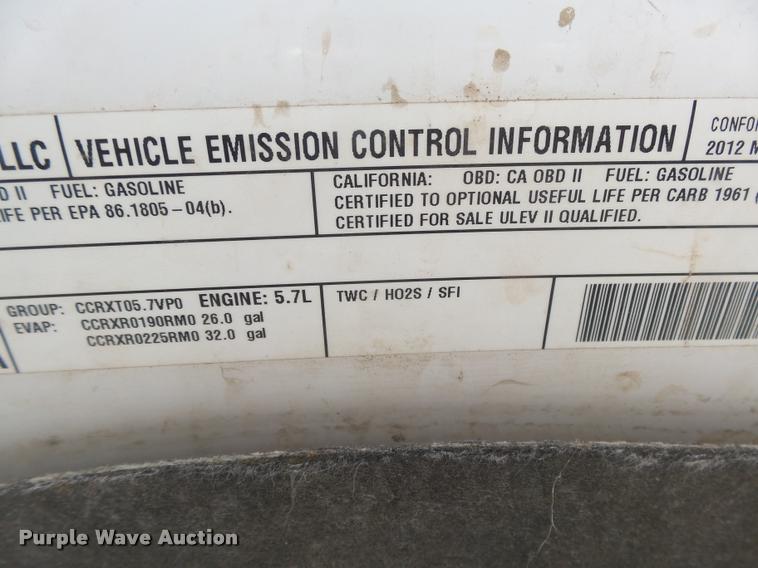 LLC VEHICLE EMISSION CONTROL INFORMATION
CONFO
2012 M
D II FUEL: GASOLINE
IFE PER EPA 86.1805-04(b).
CALIFORNIA: OBD: CA OBD II FUEL: GASOLINE
CERTIFIED TO OPTIONAL USEFUL LIFE PER CARB 1961 (
CERTIFIED FOR SALE ULEV II QUALIFIED.
GROUP: CCRXT05.7VP0 ENGINE: 5.7L
EVAP: CCRXR0190RM0 26.0 gal
CCRXR0225RM0 32.0 gal
TWC / HO2S / SFI
Purple Wave Auction